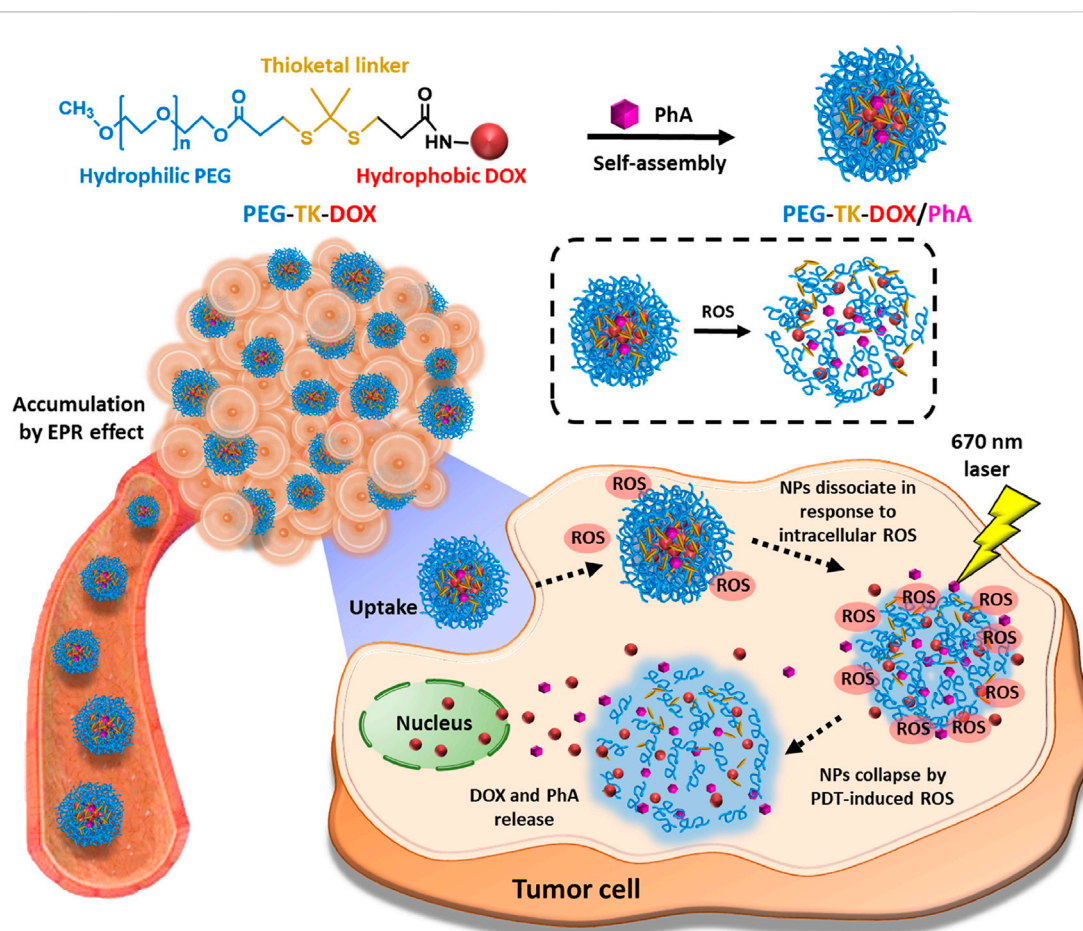 Thioketal linker
CH3
O
O
n
O
O
S
S
O
HN
Hydrophilic PEG
Hydrophobic DOX
PEG-TK-DOX
PhA
Self-assembly
PEG-TK-DOX/PhA
ROS
Accumulation
by EPR effect
670 nm
laser
Uptake
ROS
ROS
ROS
NPs dissociate in
response to
intracellular ROS
ROS
ROS
ROS
ROS
ROS
ROS
ROS
ROS
NPs collapse by
PDT-induced ROS
Nucleus
DOX and PhA
release
Tumor cell